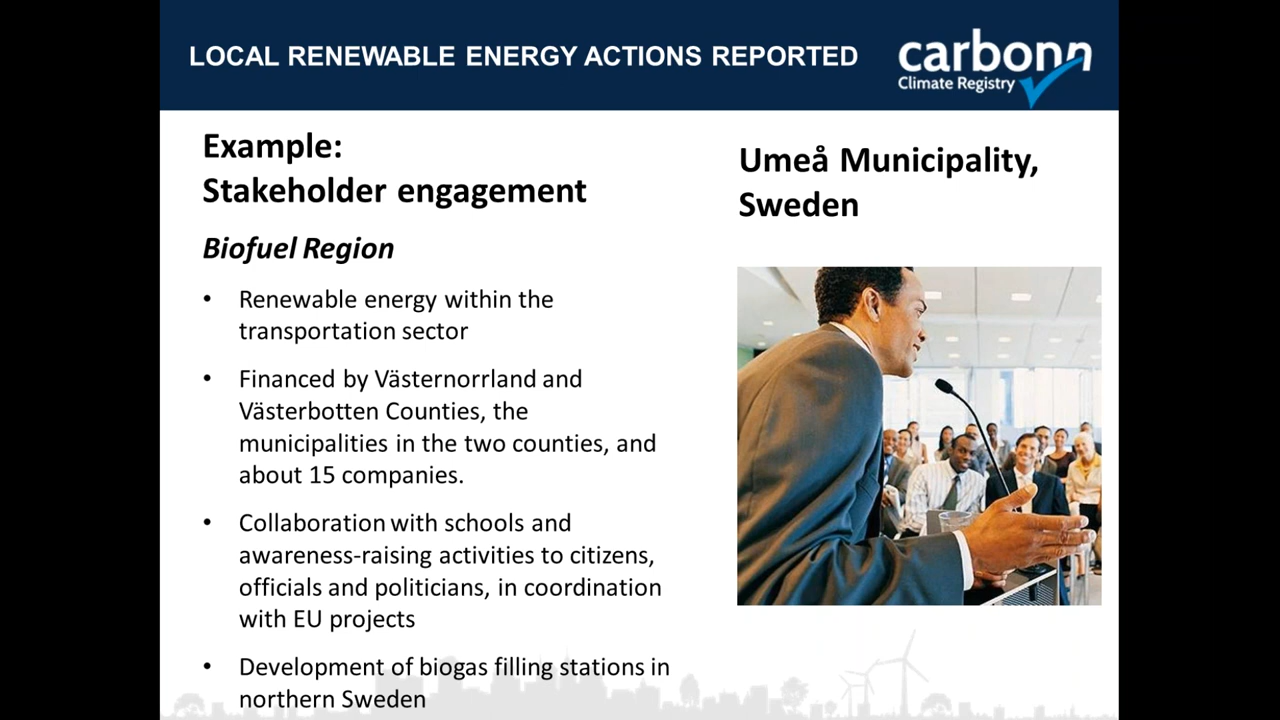 LOCAL RENEWABLE ENERGY ACTIONS REPORTED
carbonn
Climate Registry
Example:
Stakeholder engagement
Biofuel Region
• Renewable energy within the
transportation sector
• Financed by Västernorrland and
Västerbotten Counties, the
municipalities in the two counties, and
about 15 companies.
• Collaboration with schools and
awareness-raising activities to citizens,
officials and politicians, in coordination
with EU projects
• Development of biogas filling stations in
northern Sweden
Umeå Municipality,
Sweden